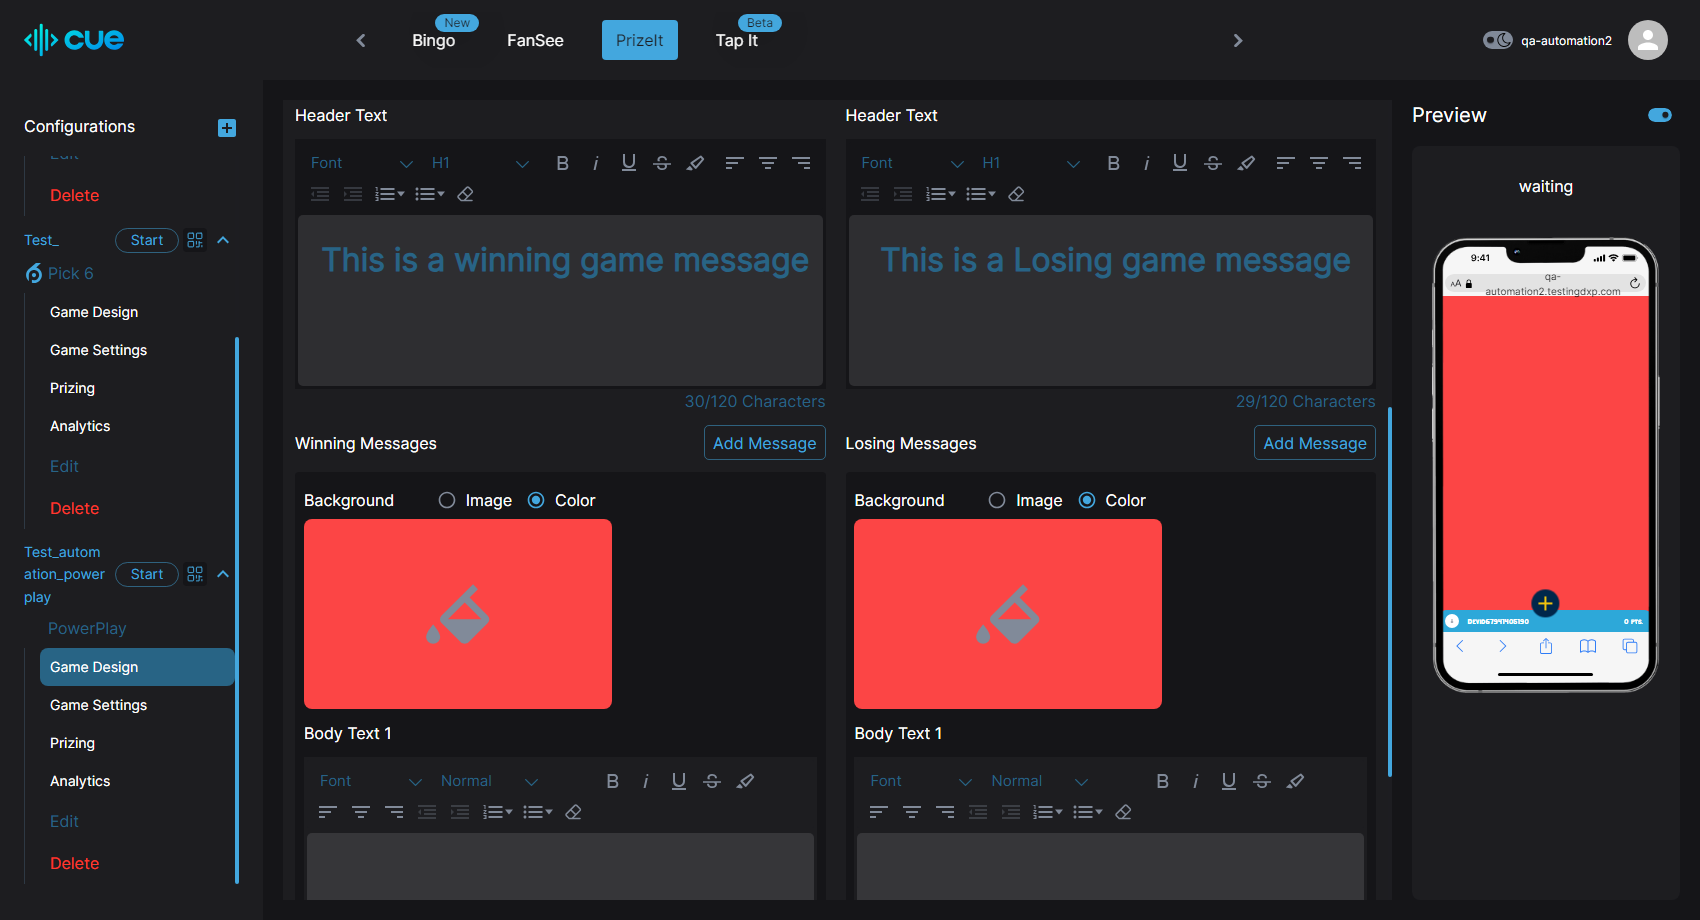 cue
New
Bingo
FanSee
PrizeIt
Beta
Tap It
qa-automation2
Configurations
Edit
Delete
Test_
Start
Pick 6
Game Design
Game Settings
Prizing
Analytics
Edit
Delete
Test_autom
ation_power
play
Start
PowerPlay
Game Design
Game Settings
Prizing
Analytics
Edit
Delete
Header Text
Font
H1
B i U S
This is a winning game message
30/120 Characters
Winning Messages
Add Message
Background
Image
Color
Body Text 1
Font
Normal
B i U S
Header Text
Font
H1
B i U S
This is a Losing game message
29/120 Characters
Losing Messages
Add Message
Background
Image
Color
Body Text 1
Font
Normal
B i U S
Preview
waiting
9:41
AA
qa-
automation2.testingdxp.com
0 PTS.